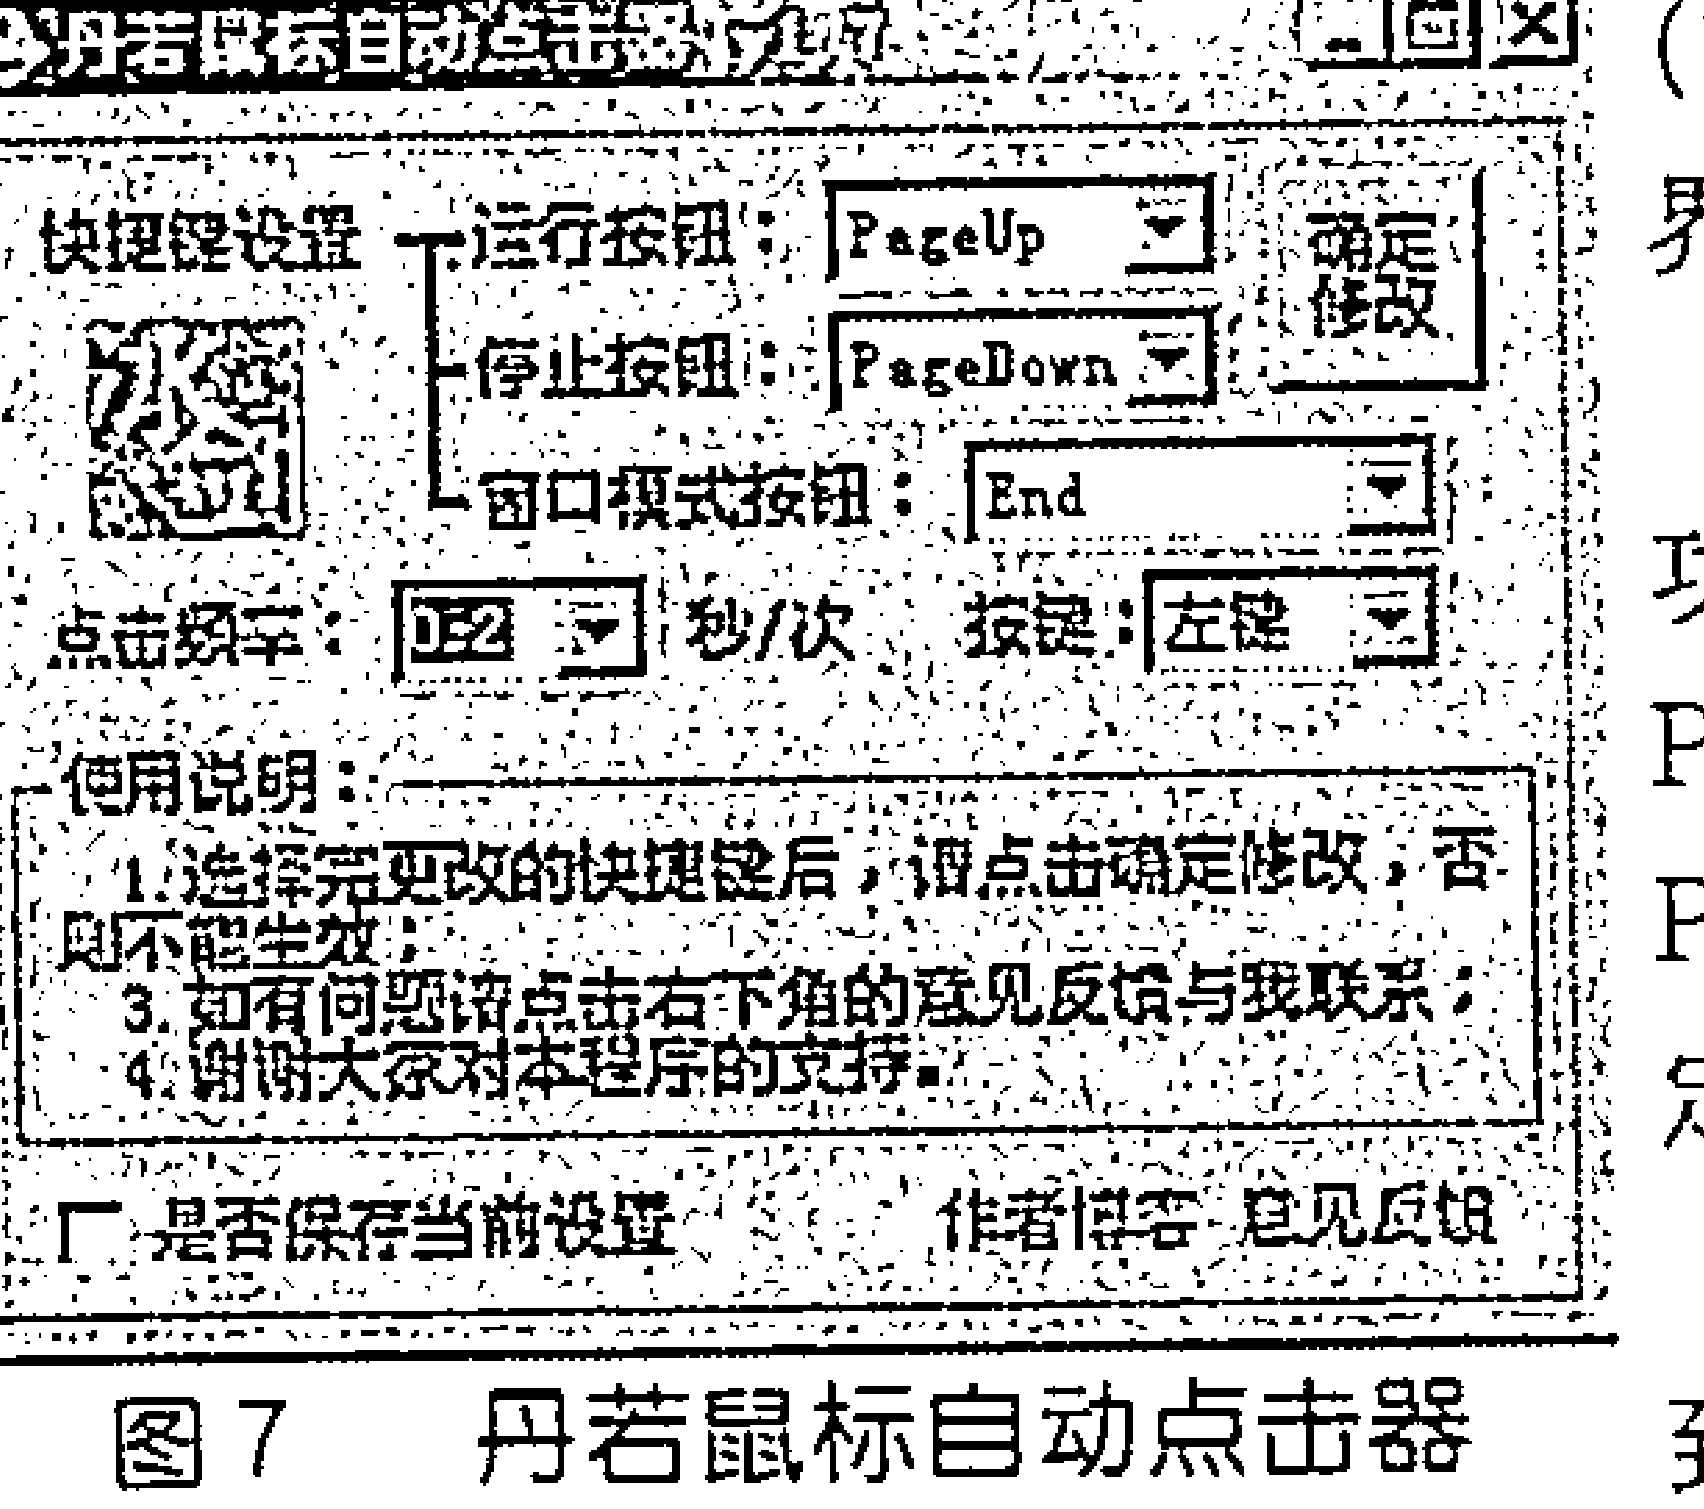 丹若鼠标自动点击器
快捷键设置
运行按钮：PageUp
确定
修改
停止按钮：PageDown
窗口模式按钮：End
点击频率：
秒/次 按键：左键
使用说明：
1.选择完更改的快捷键后，请点击确定修改，否
则不能生效；
3.如有问题请点击右下角的意见反馈与我联系；
4.谢谢大家对本程序的支持。
是否保存当前设置 作者博客 意见反馈
图7 丹若鼠标自动点击器
(
界
功
P
P